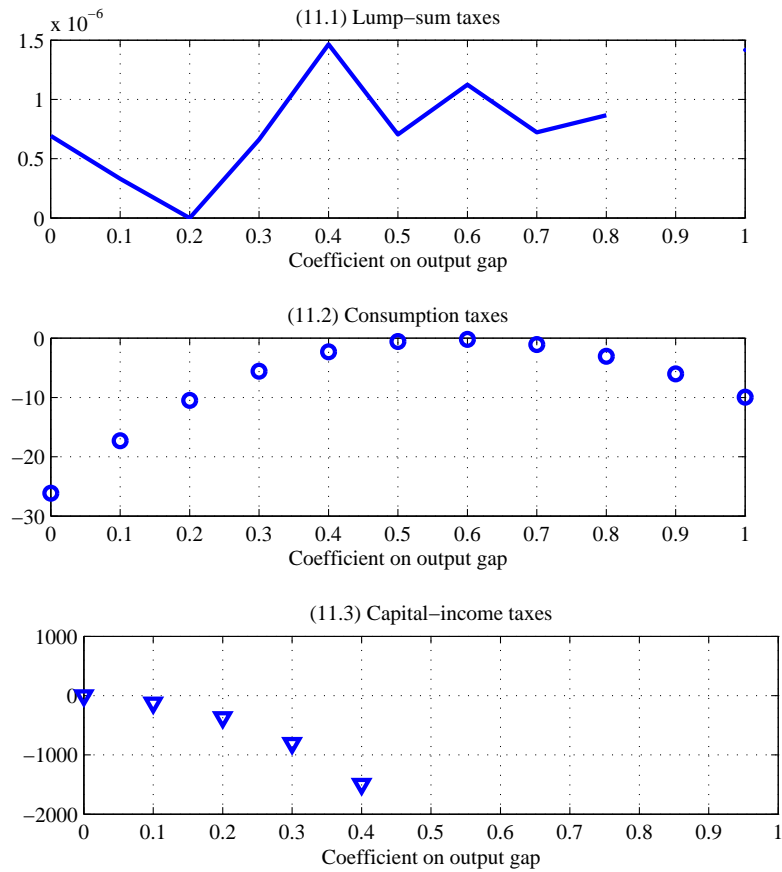 (11.1) Lump−sum taxes
x 10^−6
1.5
1
0.5
0
0 0.1 0.2 0.3 0.4 0.5 0.6 0.7 0.8 0.9 1
Coefficient on output gap
(11.2) Consumption taxes
0
−10
−20
−30
0 0.1 0.2 0.3 0.4 0.5 0.6 0.7 0.8 0.9 1
Coefficient on output gap
(11.3) Capital−income taxes
1000
0
−1000
−2000
0 0.1 0.2 0.3 0.4 0.5 0.6 0.7 0.8 0.9 1
Coefficient on output gap